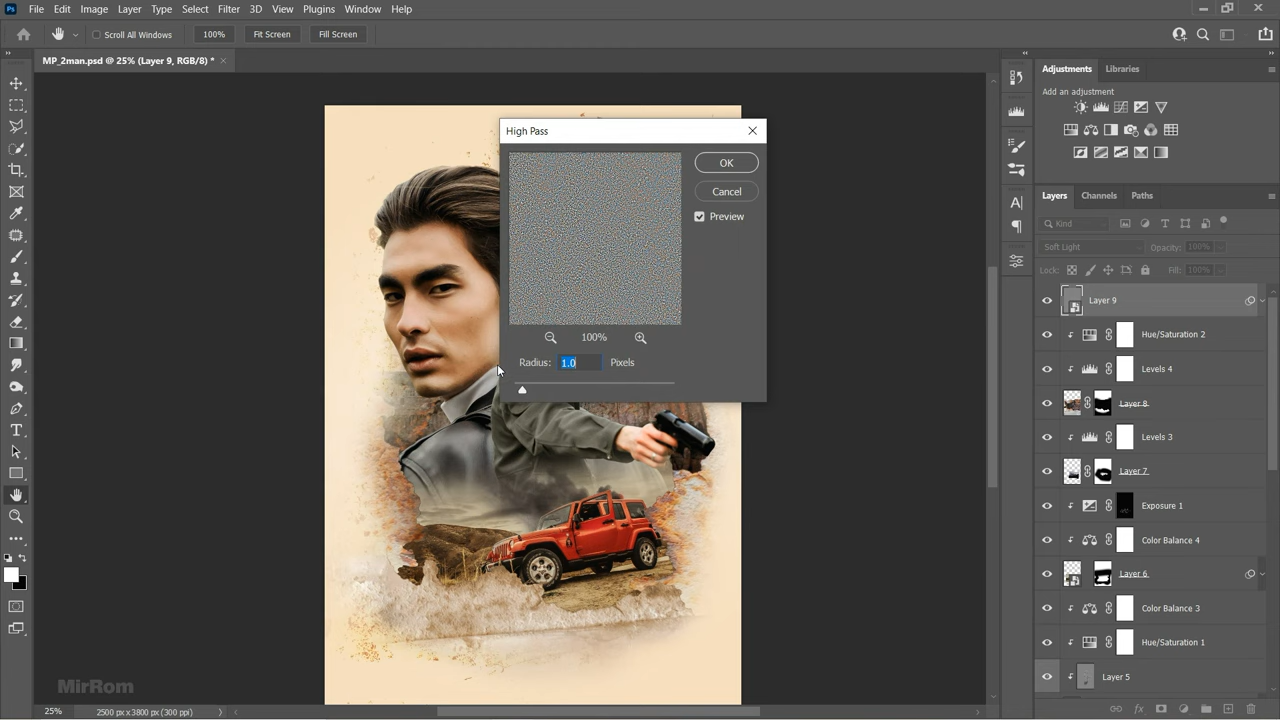 Ps File Edit Image Layer Type Select Filter 3D View Plugins Window Help
Scroll All Windows 100% Fit Screen Fill Screen
MP_2man.psd @ 25% (Layer 9, RGB/8) *
High Pass
OK
Cancel
Preview
100%
Radius: 1.0 Pixels
Adjustments Libraries
Add an adjustment
Layers Channels Paths
Kind
Soft Light Opacity: 100%
Lock: Fill: 100%
Layer 9
Hue/Saturation 2
Levels 4
Layer 8
Levels 3
Layer 7
Exposure 1
Color Balance 4
Layer 6
Color Balance 3
Hue/Saturation 1
Layer 5
MirRom
25% 2500 px x 3800 px (300 ppi)